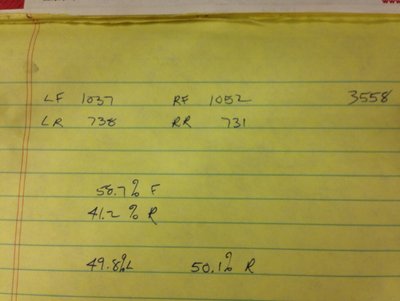 LF 1037 RF 1052 3558
LR 738 RR 731
58.7% F
41.2% R
49.8% L 50.1% R